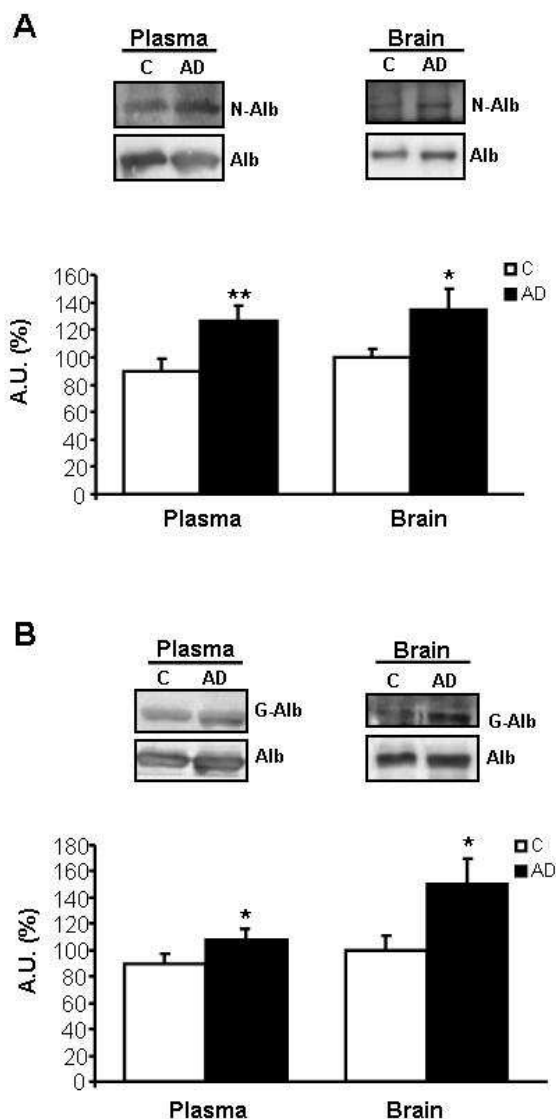 A
Plasma
Brain
C AD
C AD
N-Alb
N-Alb
Alb
Alb
C
AD
A.U. (%)
160
140
120
100
80
60
40
20
0
**
*
Plasma
Brain
B
Plasma
Brain
C AD
C AD
G-Alb
G-Alb
Alb
Alb
C
AD
A.U. (%)
180
160
140
120
100
80
60
40
20
0
*
*
Plasma
Brain